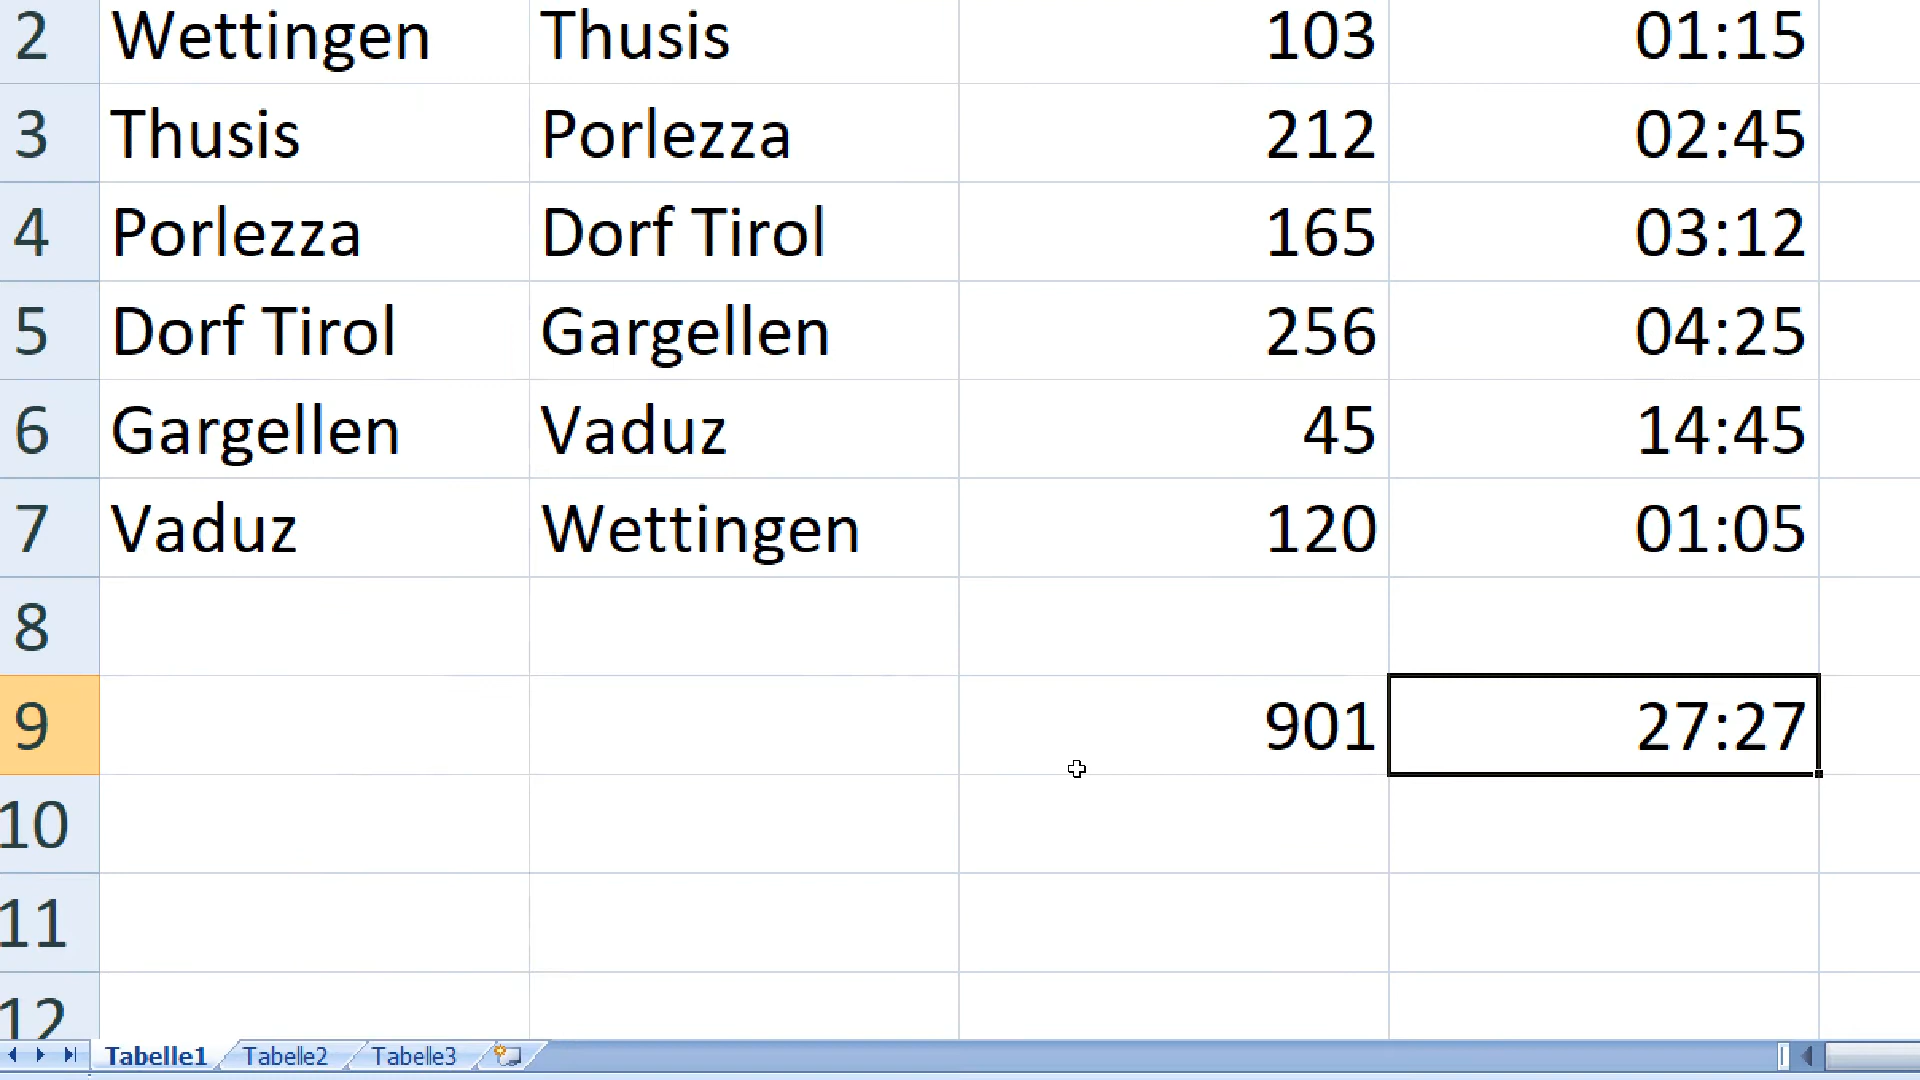 2 Wettingen Thusis 103 01:15
3 Thusis Porlezza 212 02:45
4 Porlezza Dorf Tirol 165 03:12
5 Dorf Tirol Gargellen 256 04:25
6 Gargellen Vaduz 45 14:45
7 Vaduz Wettingen 120 01:05
8
9 901 27:27
10
11
12
Tabelle1 Tabelle2 Tabelle3